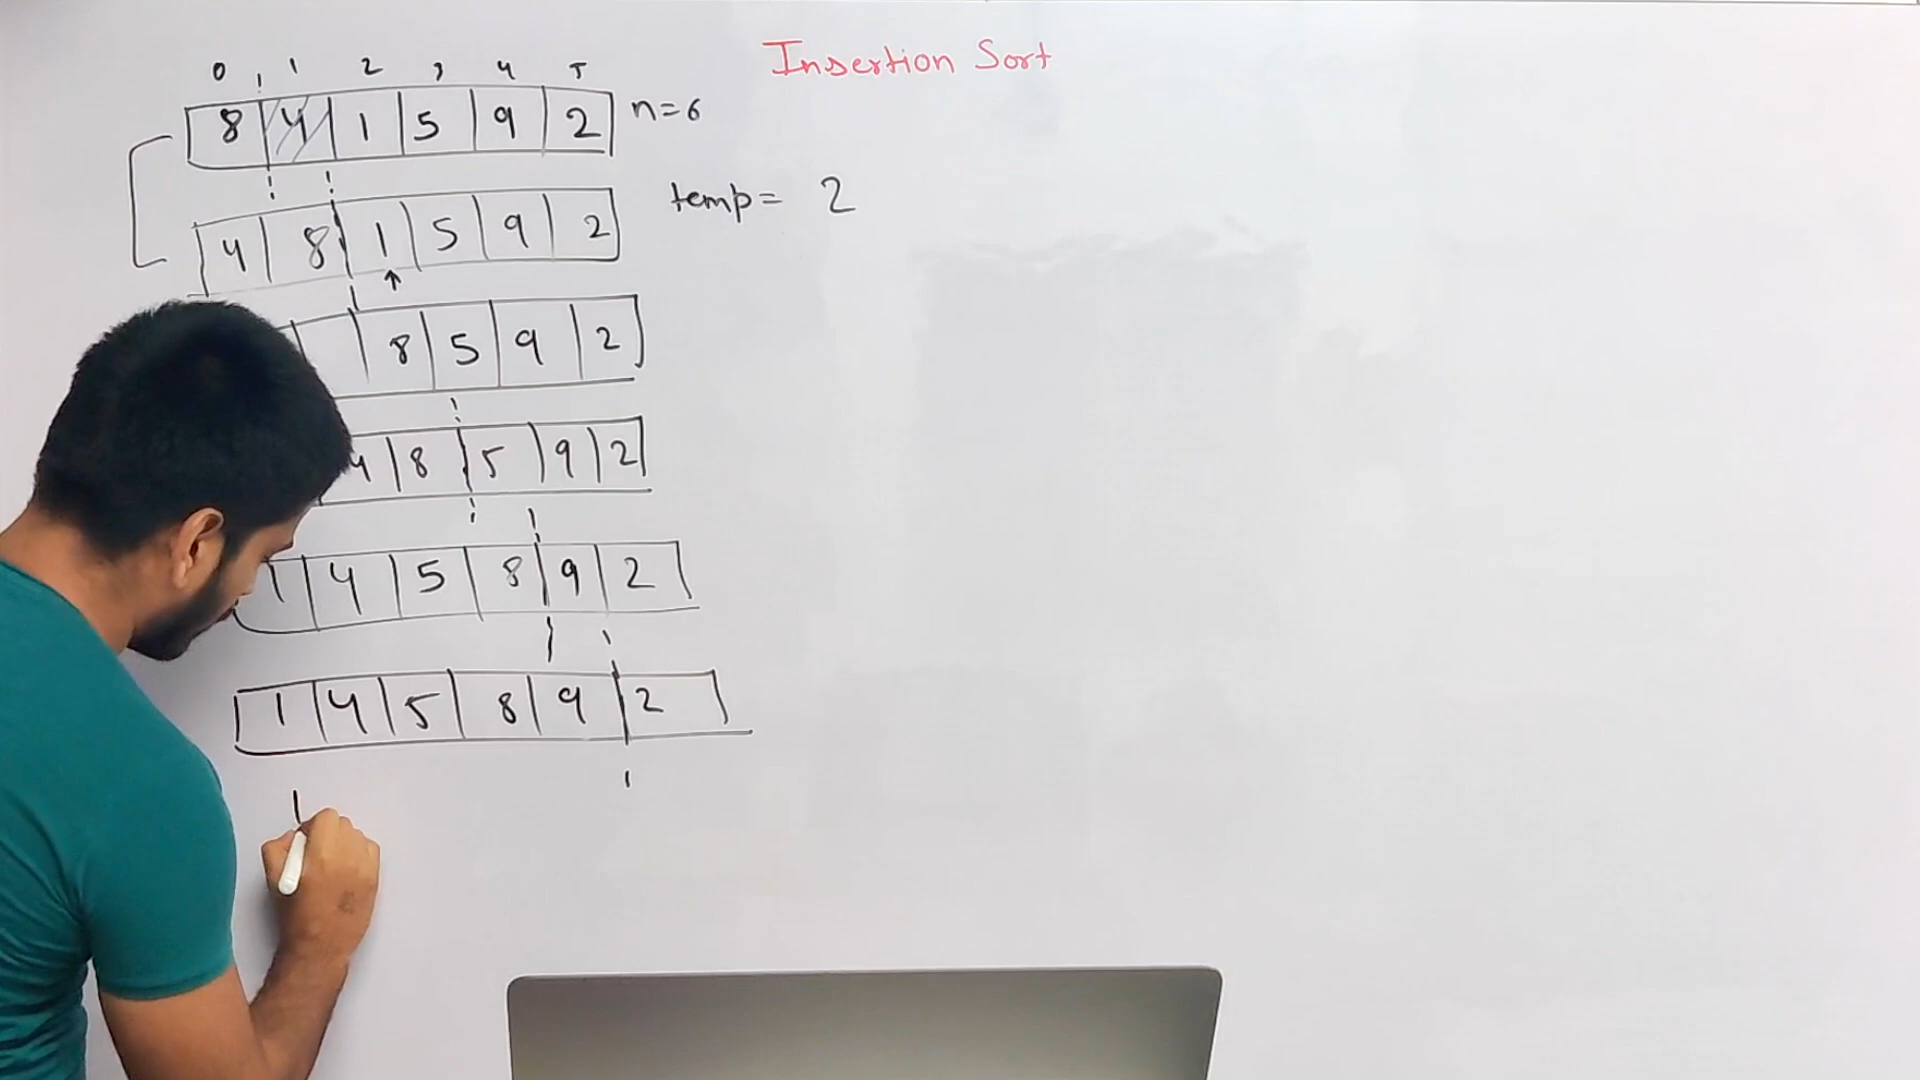 Insertion Sort
0 1 2 3 4 5
8 4 1 5 9 2 n=6
temp= 2
4 8 1 5 9 2
8 5 9 2
4 8 5 9 2
1 4 5 8 9 2
1 4 5 8 9 2
1